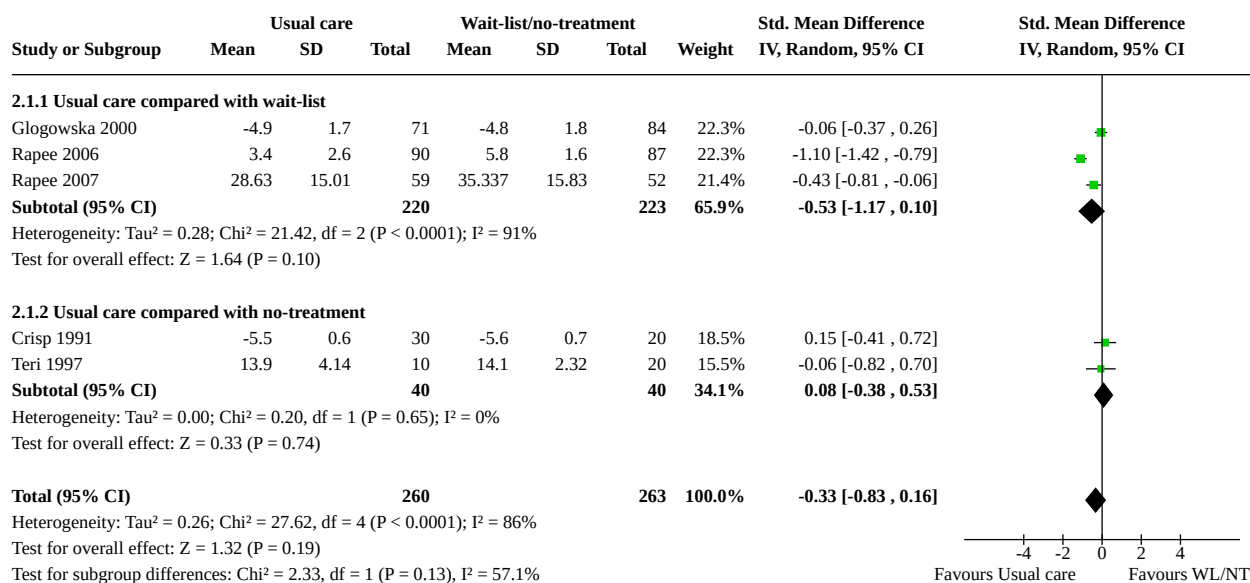 Usual care Wait-list/no-treatment Std. Mean Difference Std. Mean Difference
Study or Subgroup Mean SD Total Mean SD Total Weight IV, Random, 95% CI IV, Random, 95% CI
2.1.1 Usual care compared with wait-list
Glogowska 2000 -4.9 1.7 71 -4.8 1.8 84 22.3% -0.06 [-0.37 , 0.26]
Rapee 2006 3.4 2.6 90 5.8 1.6 87 22.3% -1.10 [-1.42 , -0.79]
Rapee 2007 28.63 15.01 59 35.337 15.83 52 21.4% -0.43 [-0.81 , -0.06]
Subtotal (95% CI) 220 223 65.9% -0.53 [-1.17 , 0.10]
Heterogeneity: Tau² = 0.28; Chi² = 21.42, df = 2 (P < 0.0001); I² = 91%
Test for overall effect: Z = 1.64 (P = 0.10)
2.1.2 Usual care compared with no-treatment
Crisp 1991 -5.5 0.6 30 -5.6 0.7 20 18.5% 0.15 [-0.41 , 0.72]
Teri 1997 13.9 4.14 10 14.1 2.32 20 15.5% -0.06 [-0.82 , 0.70]
Subtotal (95% CI) 40 40 34.1% 0.08 [-0.38 , 0.53]
Heterogeneity: Tau² = 0.00; Chi² = 0.20, df = 1 (P = 0.65); I² = 0%
Test for overall effect: Z = 0.33 (P = 0.74)
Total (95% CI) 260 263 100.0% -0.33 [-0.83 , 0.16]
Heterogeneity: Tau² = 0.26; Chi² = 27.62, df = 4 (P < 0.0001); I² = 86%
Test for overall effect: Z = 1.32 (P = 0.19)
-4 -2 0 2 4
Test for subgroup differences: Chi² = 2.33, df = 1 (P = 0.13), I² = 57.1% Favours Usual care Favours WL/NT